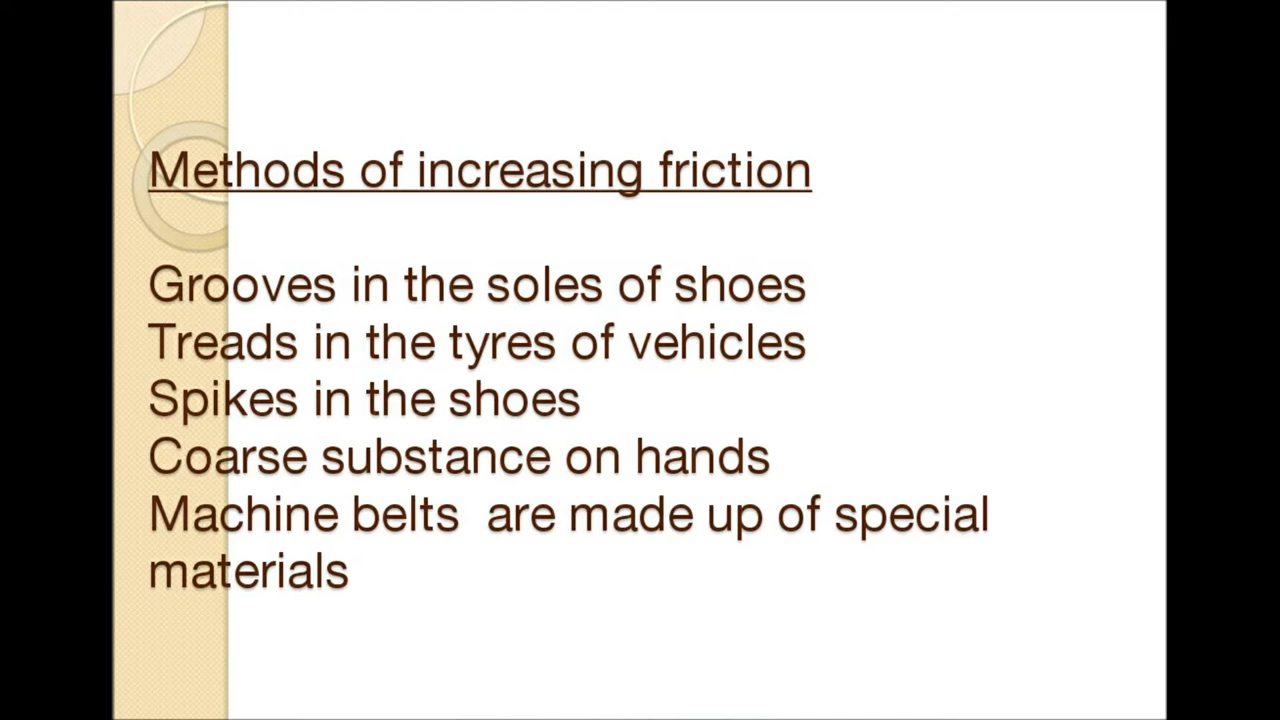 Methods of increasing friction
Grooves in the soles of shoes
Treads in the tyres of vehicles
Spikes in the shoes
Coarse substance on hands
Machine belts  are made up of special
materials